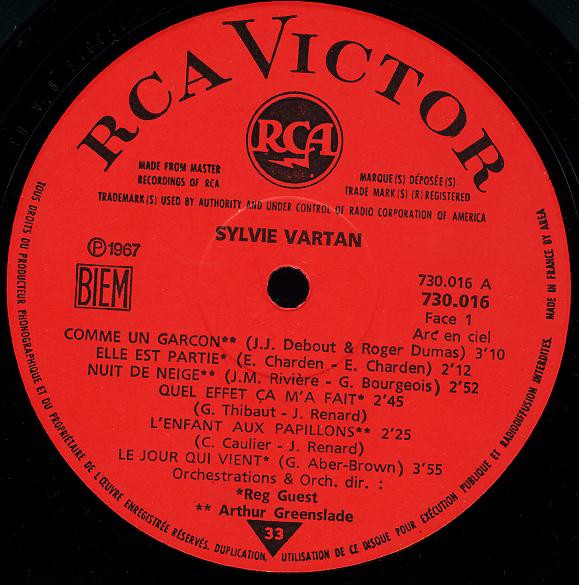 RCA VICTOR
RCA
MADE FROM MASTER
RECORDINGS OF RCA
MARQUE(S) DÉPOSÉE(S)
TRADE MARK(S) (R) REGISTERED
TRADEMARK(S) USED BY AUTHORITY AND UNDER CONTROL OF RADIO CORPORATION OF AMERICA
SYLVIE VARTAN
Ⓟ 1967
BIEM
730.016 A
730.016
Face 1
Arc en ciel
COMME UN GARCON** (J.J. Debout & Roger Dumas) 3'10
ELLE EST PARTIE* (E. Charden - E. Charden) 2'12
NUIT DE NEIGE** (J.M. Rivière - G. Bourgeois) 2'52
QUEL EFFET ÇA M'A FAIT* 2'45
(G. Thibaut - J. Renard)
L'ENFANT AUX PAPILLONS** 2'25
(C. Caulier - J. Renard)
LE JOUR QUI VIENT* (G. Aber-Brown) 3'55
Orchestrations & Orch. dir. :
*Reg Guest
** Arthur Greenslade
33
TOUS DROITS DU PRODUCTEUR PHONOGRAPHIQUE ET DU PROPRIÉTAIRE DE L'ŒUVRE ENREGISTRÉE RÉSERVÉS. DUPLICATION, UTILISATION DE CE DISQUE POUR EXÉCUTION PUBLIQUE ET RADIODIFFUSION INTERDITES.
MADE IN FRANCE BY AREA